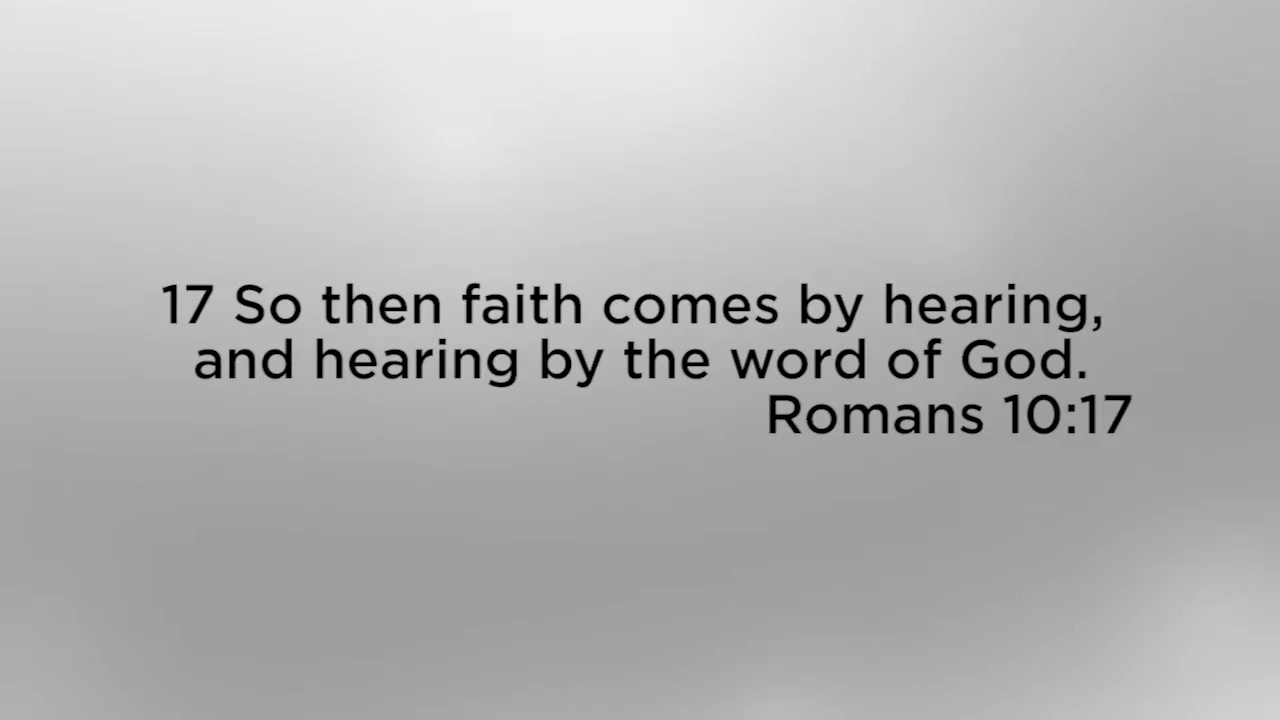 17 So then faith comes by hearing,
and hearing by the word of God.
Romans 10:17